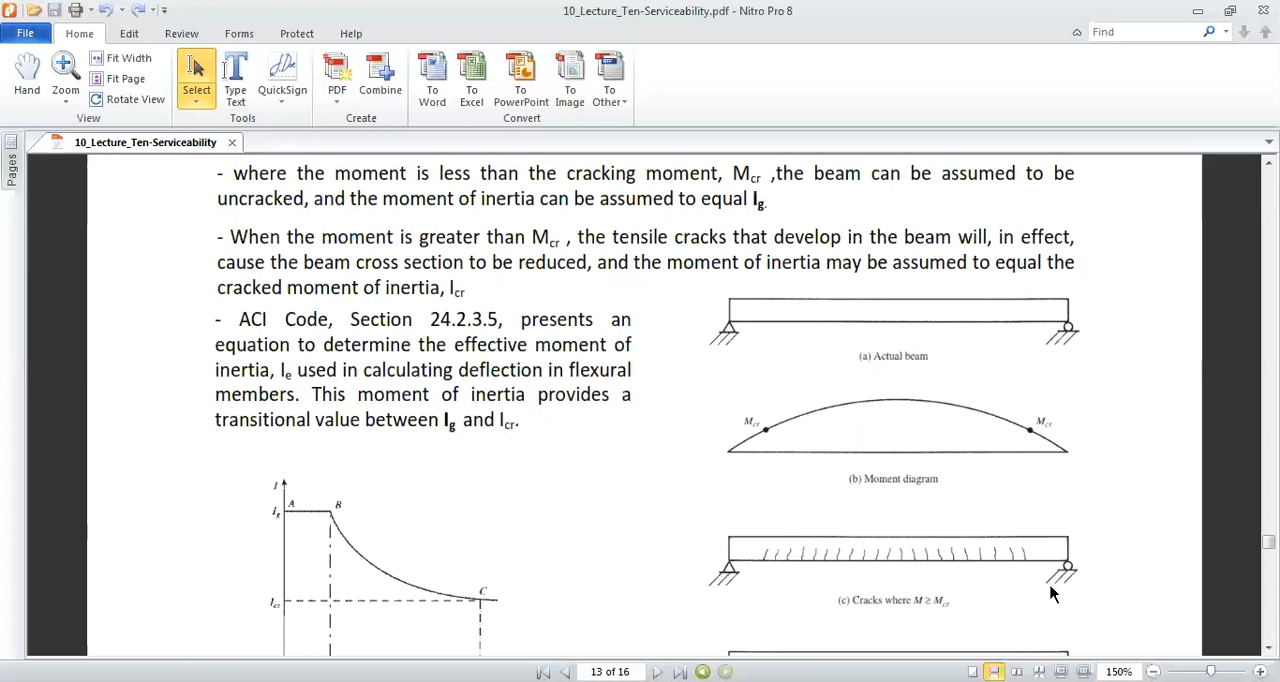 10_Lecture_Ten-Serviceability.pdf - Nitro Pro 8
File Home Edit Review Forms Protect Help
Find
Hand
Zoom
Fit Width
Fit Page
Rotate View
View
Select
Type Text
QuickSign
Tools
PDF
Combine
Create
To Word
To Excel
To PowerPoint
To Image
To Other
Convert
10_Lecture_Ten-Serviceability
Pages
- where the moment is less than the cracking moment, Mcr ,the beam can be assumed to be
uncracked, and the moment of inertia can be assumed to equal Ig.
- When the moment is greater than Mcr , the tensile cracks that develop in the beam will, in effect,
cause the beam cross section to be reduced, and the moment of inertia may be assumed to equal the
cracked moment of inertia, Icr
- ACI Code, Section 24.2.3.5, presents an
equation to determine the effective moment of
inertia, Ie used in calculating deflection in flexural
members. This moment of inertia provides a
transitional value between Ig and Icr.
(a) Actual beam
Mcr
Mcr
(b) Moment diagram
(c) Cracks where M ≥ Mcr
I
Ig
A
B
Icr
C
13 of 16
150%